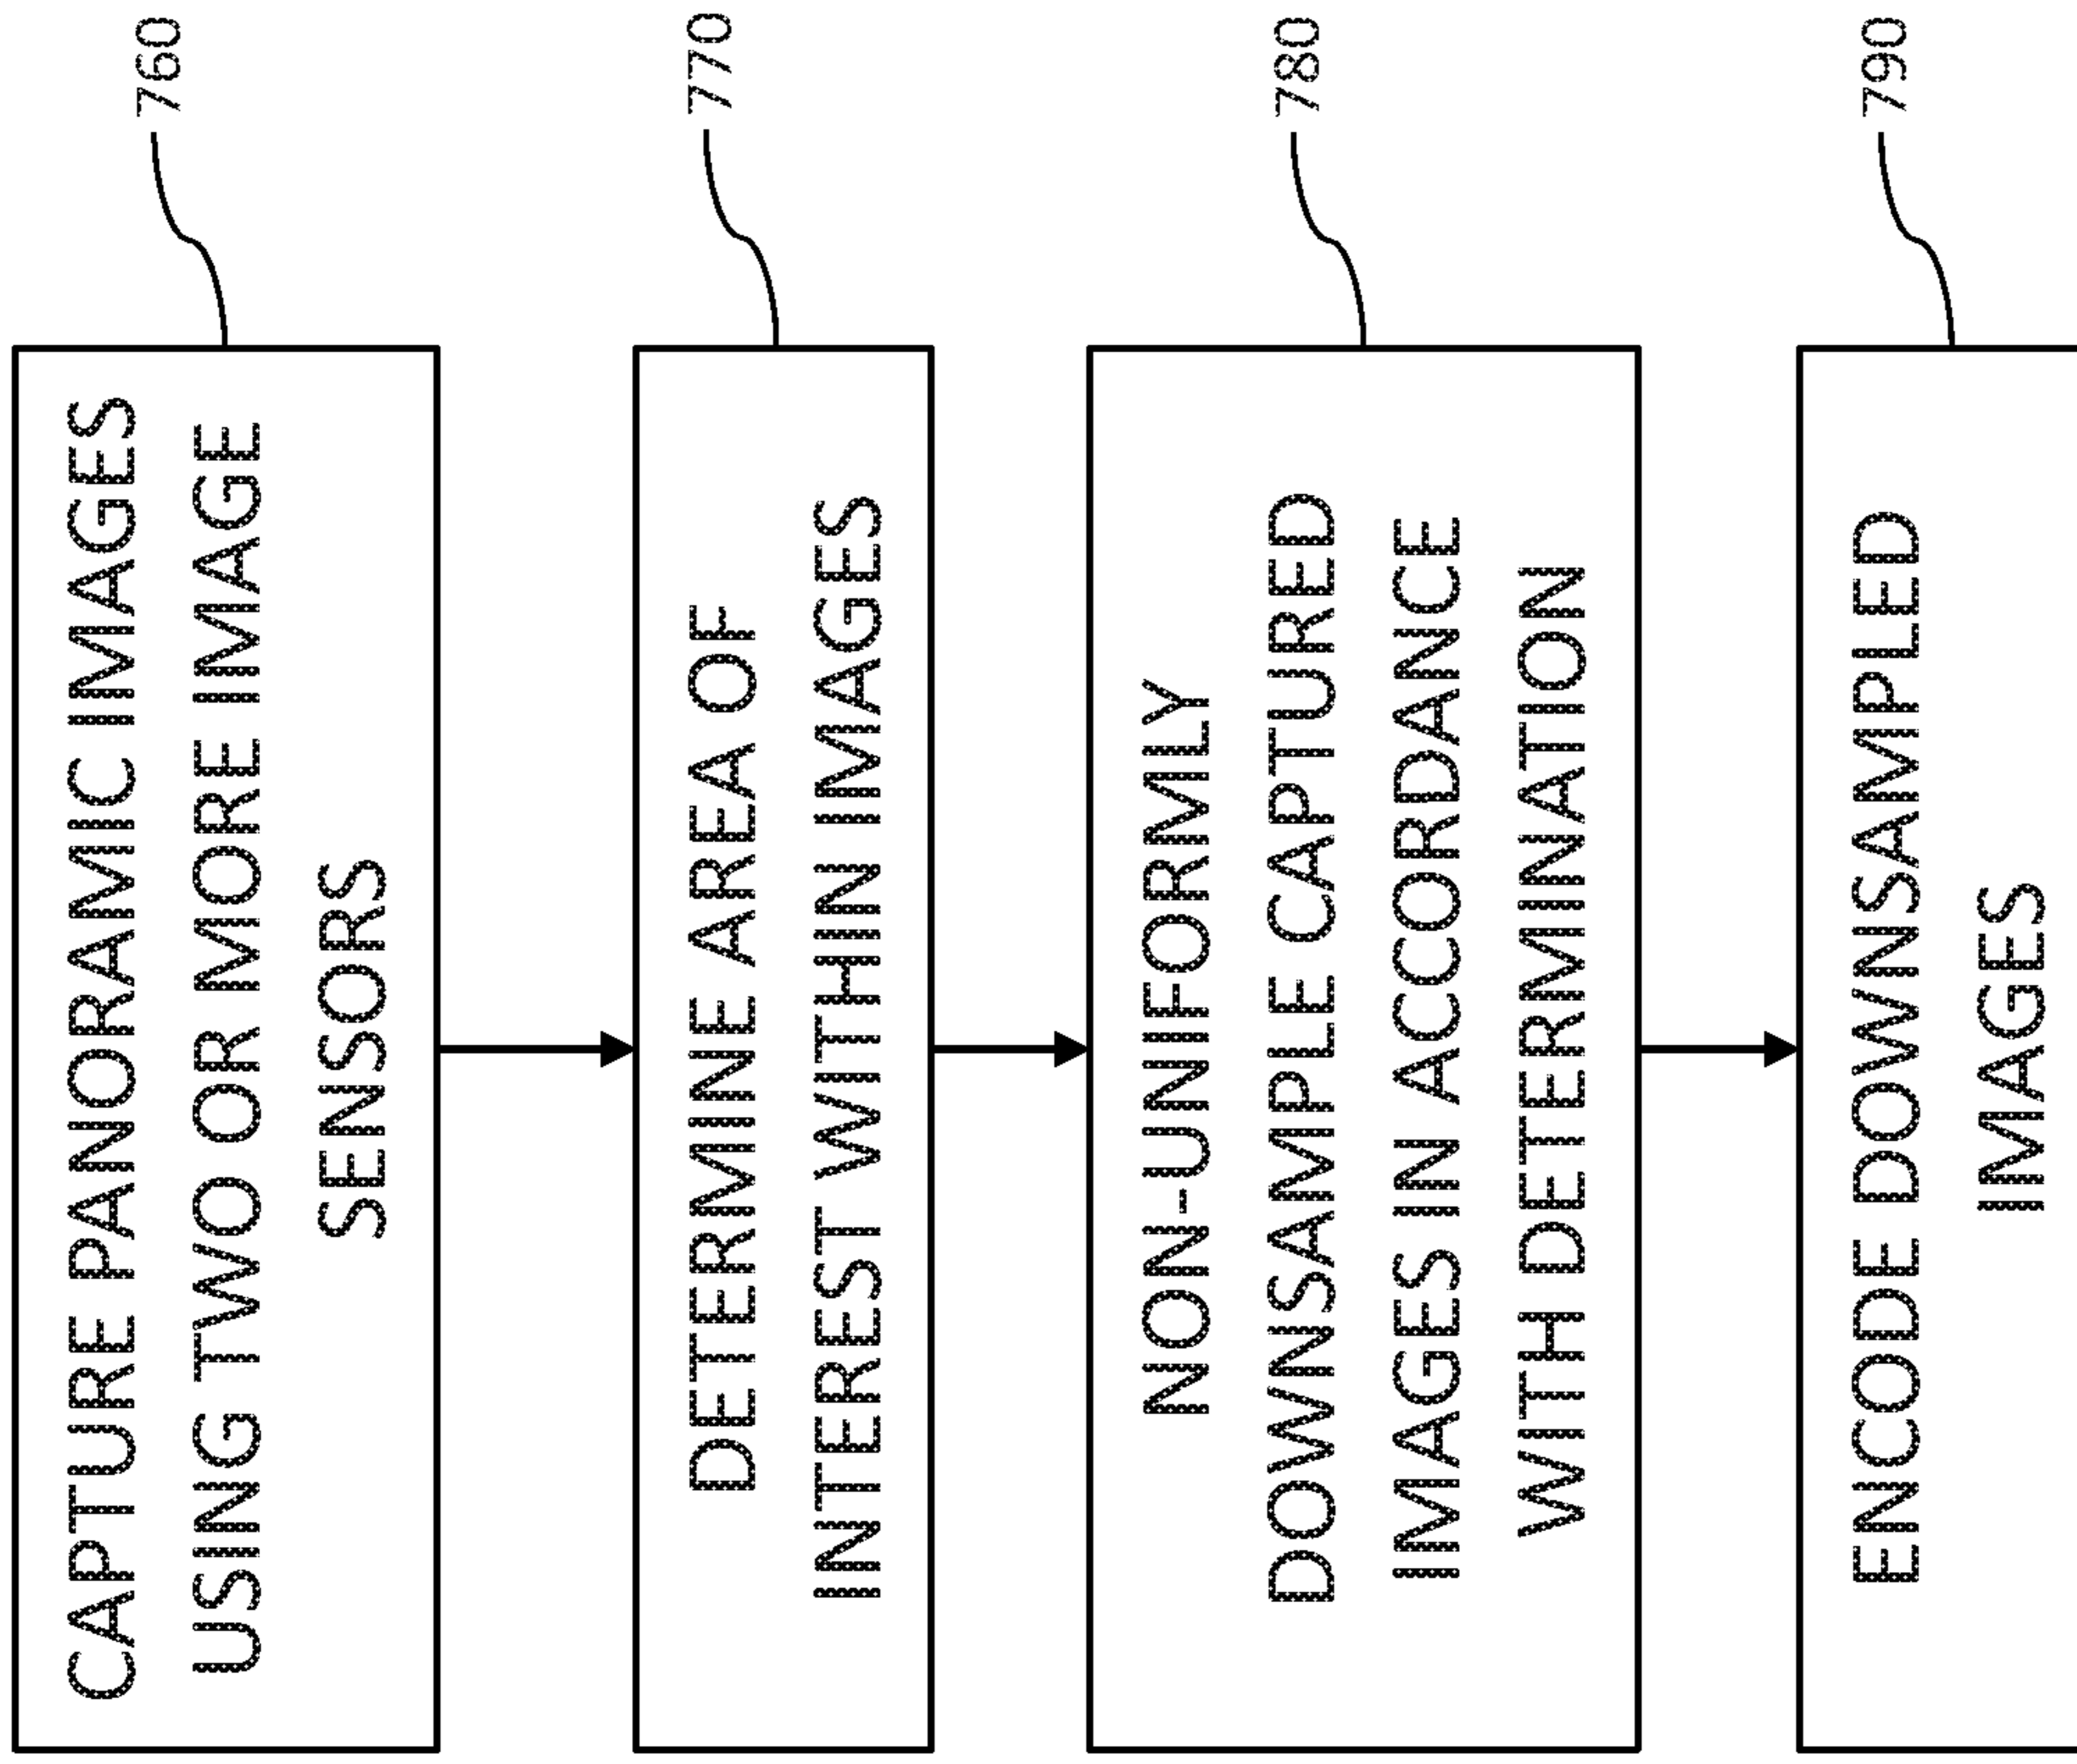 CAPTURE PANORAMIC IMAGES
USING TWO OR MORE IMAGE
SENSORS
760
DETERMINE AREA OF
INTEREST WITHIN IMAGES
770
NON-UNIFORMLY
DOWNSAMPLE CAPTURED
IMAGES IN ACCORDANCE
WITH DETERMINATION
780
ENCODE DOWNSAMPLED
IMAGES
790